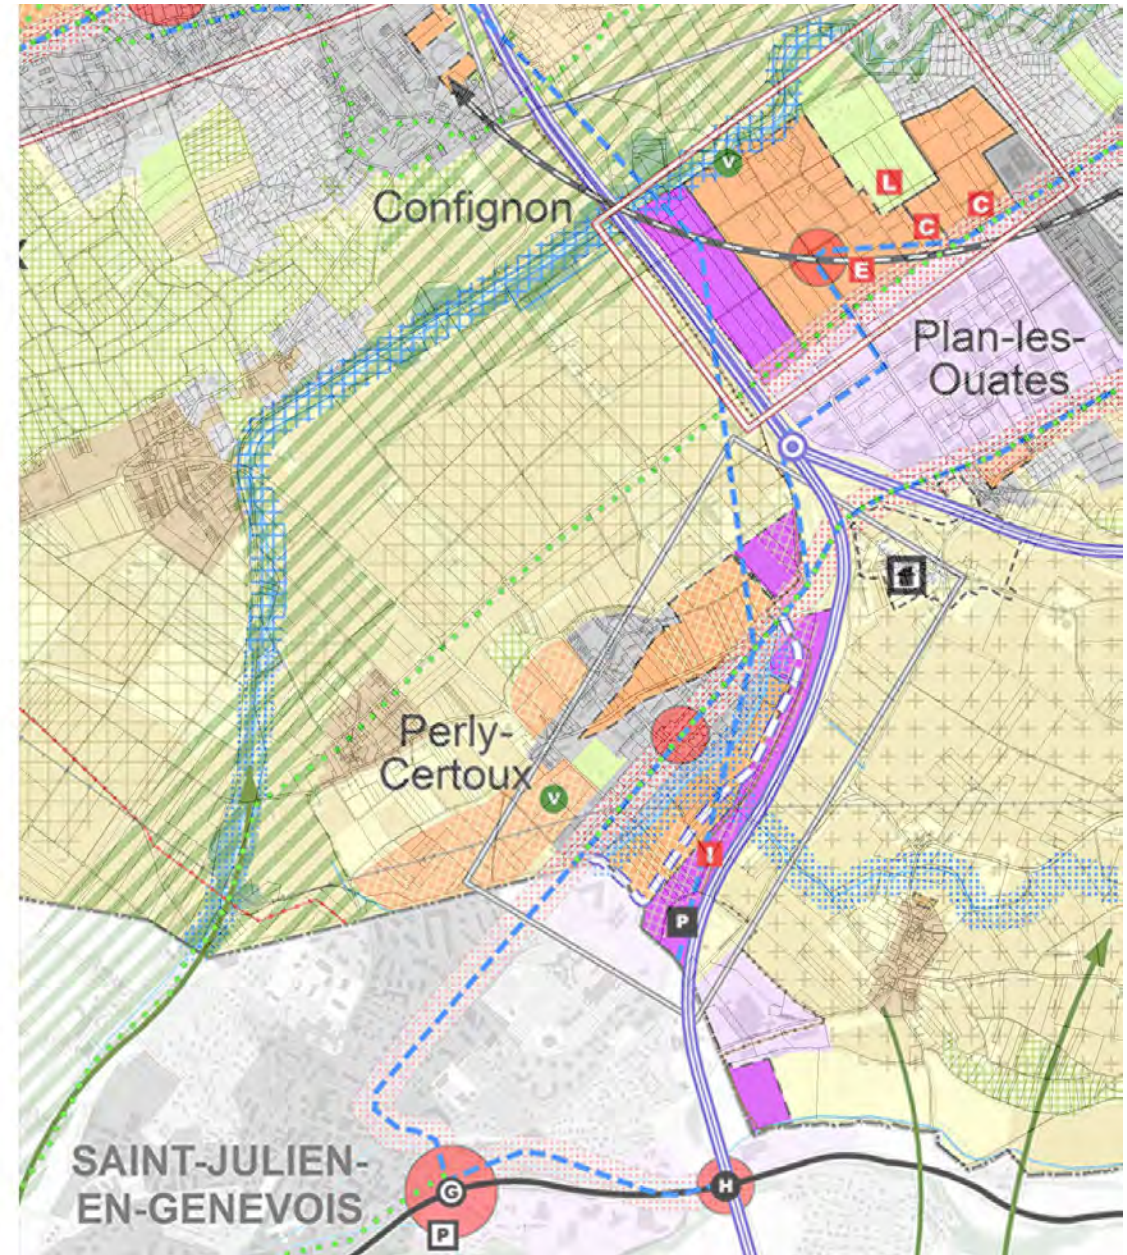 V
L
Confignon
C
C
E
Plan-les-
Ouates
Perly-
Certoux
V
!
P
SAINT-JULIEN-
EN-GENEVOIS
G
H
P